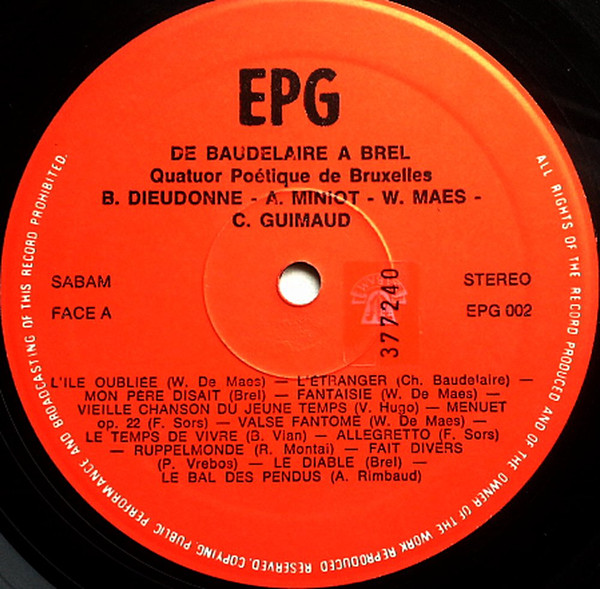 EPG
DE BAUDELAIRE A BREL
Quatuor Poétique de Bruxelles
B. DIEUDONNE - A. MINIOT - W. MAES -
C. GUIMAUD
SABAM
STEREO
FACE A
EPG 002
377240
L'ILE OUBLIÉE (W. De Maes) — L'ÉTRANGER (Ch. Baudelaire) —
MON PERE DISAIT (Brel) — FANTAISIE (W. De Maes) —
VIEILLE CHANSON DU JEUNE TEMPS (V. Hugo) — MENUET
op. 22 (F. Sors) — VALSE FANTOME (W. De Maes) —
LE TEMPS DE VIVRE (B. Vian) — ALLEGRETTO (F. Sors)
— RUPPELMONDE (R. Montal) — FAIT DIVERS
(P. Vrebos) — LE DIABLE (Brel) —
LE BAL DES PENDUS (A. Rimbaud)
ALL RIGHTS OF THE RECORD PRODUCED AND OF THE OWNER OF THE WORK REPRODUCED RESERVED. COPYING, PUBLIC PERFORMANCE AND BROADCASTING OF THIS RECORD PROHIBITED.